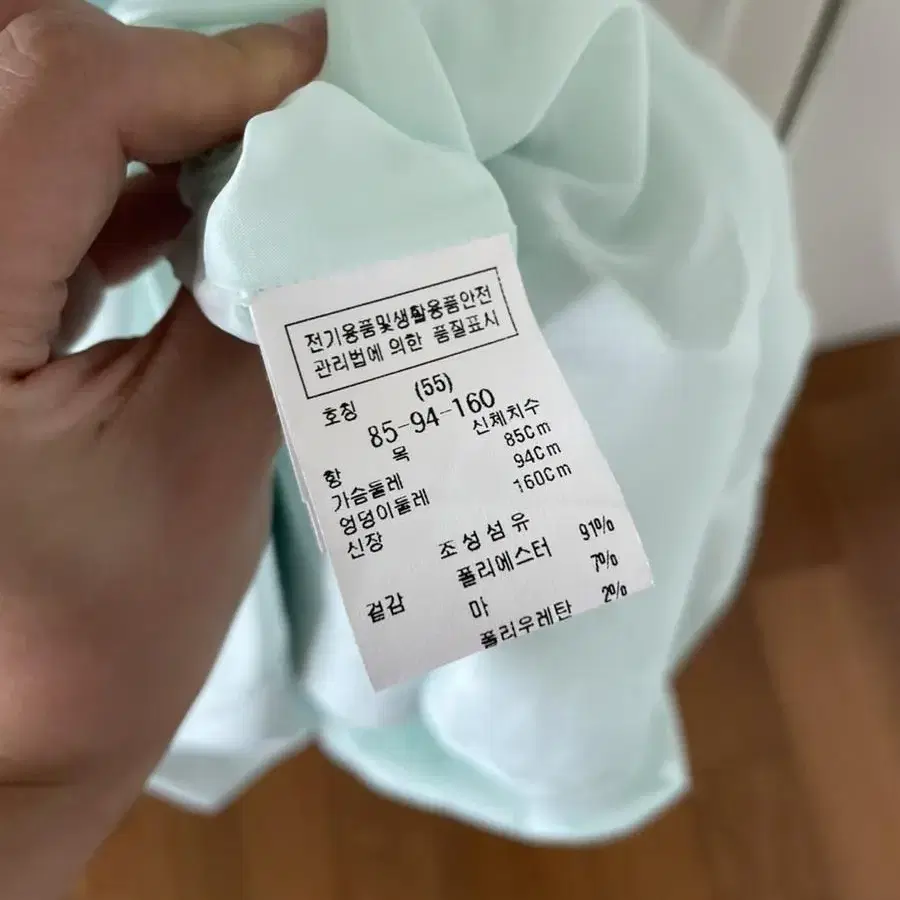 전기용품및생활용품안전
관리법에 의한 품질표시
호칭 (55)
85-94-160
항 목 신체치수
가슴둘레 85Cm
엉덩이둘레 94Cm
신장 160Cm
조성섬유
겉감 폴리에스터 91%
마 7%
폴리우레탄 2%